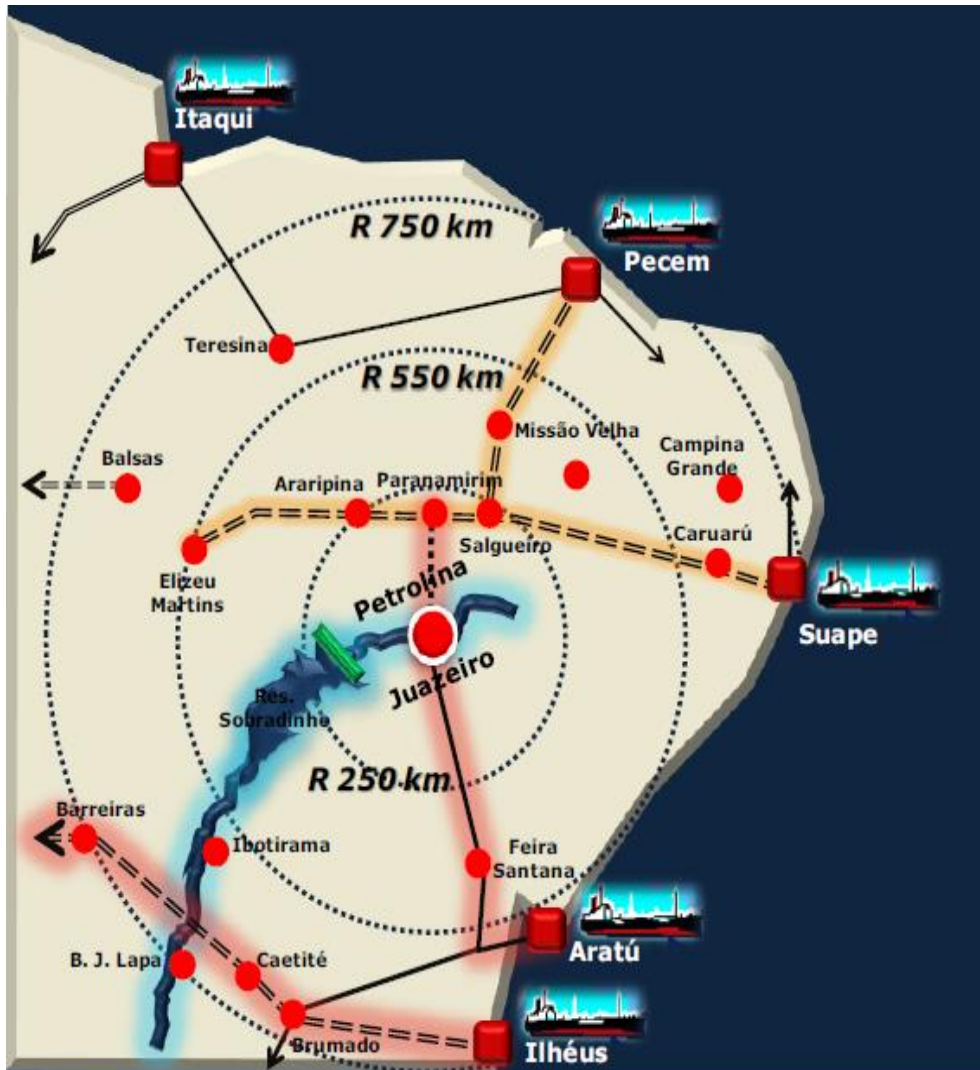 Itaqui
R 750 km
Pecem
Teresina
R 550 km
Missão Velha
Campina
Grande
Balsas
Araripina
Paranamirim
Salgueiro
Caruarú
Elizeu
Martins
Petrolina
Suape
Juazeiro
Res.
Sobradinho
R 250 km
Barreiras
Ibotirama
Feira
Santana
Aratú
B. J. Lapa
Caetité
Brumado
Ilhéus